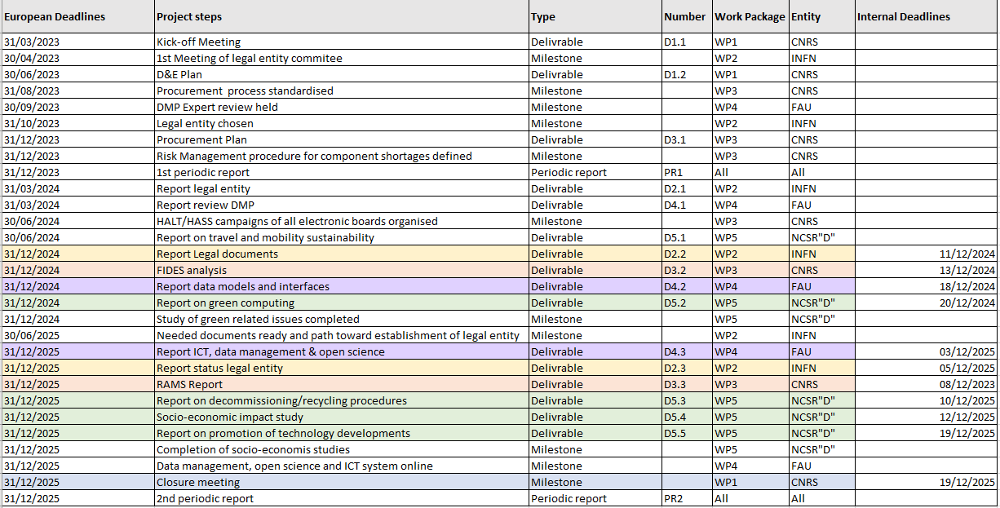 European Deadlines Project steps Type Number Work Package Entity Internal Deadlines
31/03/2023 Kick-off Meeting Delivrable D1.1 WP1 CNRS
30/04/2023 1st Meeting of legal entity commitee Milestone WP2 INFN
30/06/2023 D&E Plan Delivrable D1.2 WP1 CNRS
31/08/2023 Procurement process standardised Milestone WP3 CNRS
30/09/2023 DMP Expert review held Milestone WP4 FAU
31/10/2023 Legal entity chosen Milestone WP2 INFN
31/12/2023 Procurement Plan Delivrable D3.1 WP3 CNRS
31/12/2023 Risk Management procedure for component shortages defined Milestone WP3 CNRS
31/12/2023 1st periodic report Periodic report PR1 All All
31/03/2024 Report legal entity Delivrable D2.1 WP2 INFN
31/03/2024 Report review DMP Delivrable D4.1 WP4 FAU
30/06/2024 HALT/HASS campaigns of all electronic boards organised Milestone WP3 CNRS
30/06/2024 Report on travel and mobility sustainability Delivrable D5.1 WP5 NCSR"D"
31/12/2024 Report Legal documents Delivrable D2.2 WP2 INFN 11/12/2024
31/12/2024 FIDES analysis Delivrable D3.2 WP3 CNRS 13/12/2024
31/12/2024 Report data models and interfaces Delivrable D4.2 WP4 FAU 18/12/2024
31/12/2024 Report on green computing Delivrable D5.2 WP5 NCSR"D" 20/12/2024
31/12/2024 Study of green related issues completed Milestone WP5 NCSR"D"
30/06/2025 Needed documents ready and path toward establishment of legal entity Milestone WP2 INFN
31/12/2025 Report ICT, data management & open science Delivrable D4.3 WP4 FAU 03/12/2025
31/12/2025 Report status legal entity Delivrable D2.3 WP2 INFN 05/12/2025
31/12/2025 RAMS Report Delivrable D3.3 WP3 CNRS 08/12/2023
31/12/2025 Report on decommissioning/recycling procedures Delivrable D5.3 WP5 NCSR"D" 10/12/2025
31/12/2025 Socio-economic impact study Delivrable D5.4 WP5 NCSR"D" 12/12/2025
31/12/2025 Report on promotion of technology developments Delivrable D5.5 WP5 NCSR"D" 19/12/2025
31/12/2025 Completion of socio-economis studies Milestone WP5 NCSR"D"
31/12/2025 Data management, open science and ICT system online Milestone WP4 FAU
31/12/2025 Closure meeting Milestone WP1 CNRS 19/12/2025
31/12/2025 2nd periodic report Periodic report PR2 All All